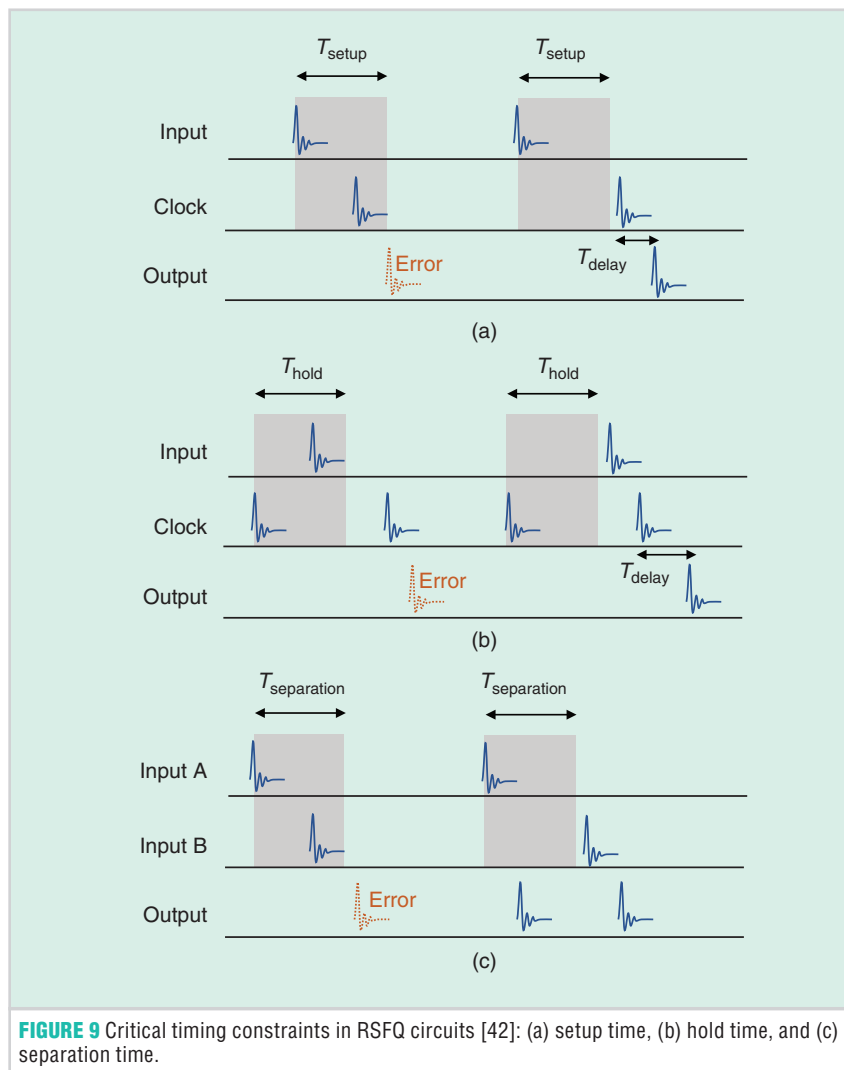 Tsetup Tsetup
Input
Clock
Error Tdelay
Output
(a)
Thold Thold
Input
Clock
Error Tdelay
Output
(b)
Tseparation Tseparation
Input A
Input B
Error
Output
(c)
FIGURE 9 Critical timing constraints in RSFQ circuits [42]: (a) setup time, (b) hold time, and (c)
separation time.